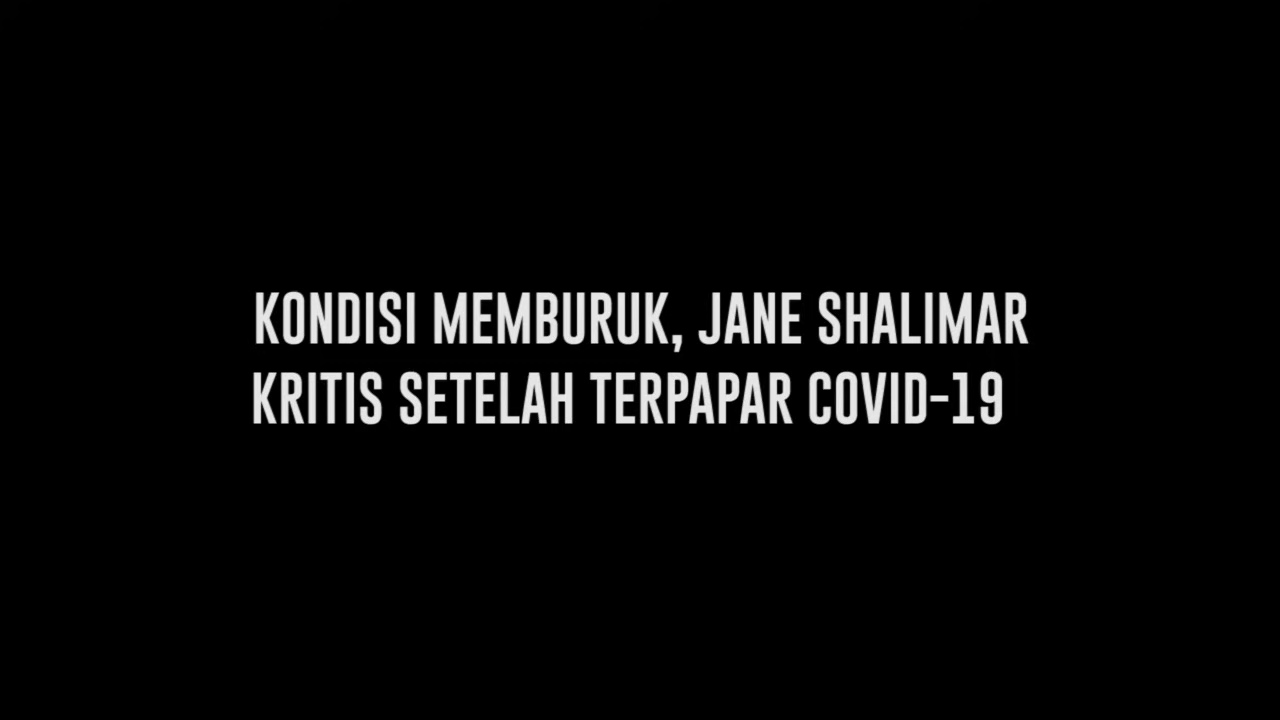 KONDISI MEMBURUK, JANE SHALIMAR
KRITIS SETELAH TERPAPAR COVID-19